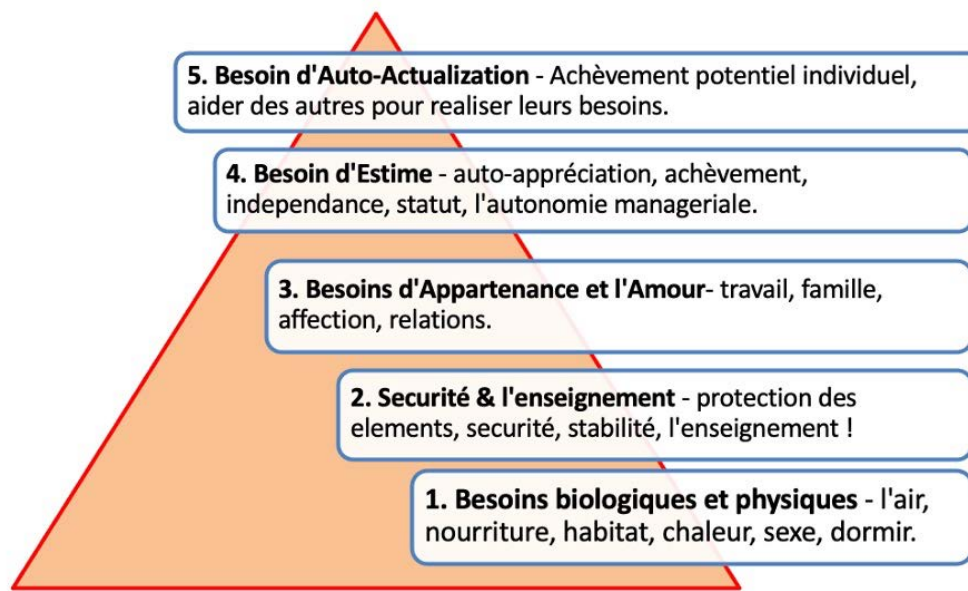 5. Besoin d'Auto-Actualization - Achèvement potentiel individuel,
aider des autres pour realiser leurs besoins.
4. Besoin d'Estime - auto-appréciation, achèvement,
independance, statut, l'autonomie manageriale.
3. Besoins d'Appartenance et l'Amour- travail, famille,
affection, relations.
2. Securité & l'enseignement - protection des
elements, securité, stabilité, l'enseignement !
1. Besoins biologiques et physiques - l'air,
nourriture, habitat, chaleur, sexe, dormir.